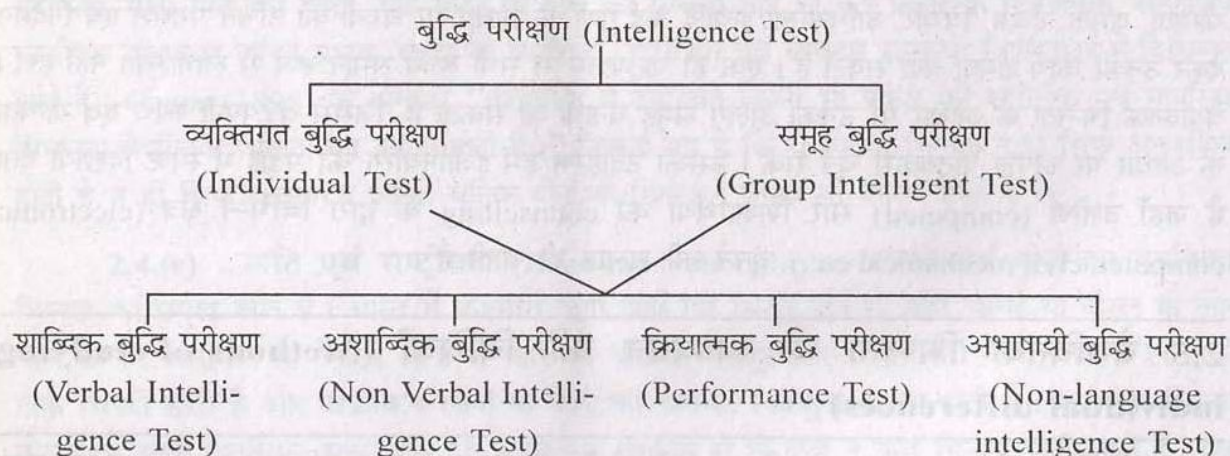 बुद्धि परीक्षण (Intelligence Test)
व्यक्तिगत बुद्धि परीक्षण समूह बुद्धि परीक्षण
(Individual Test) (Group Intelligent Test)
शाब्दिक बुद्धि परीक्षण अशाब्दिक बुद्धि परीक्षण क्रियात्मक बुद्धि परीक्षण अभाषायी बुद्धि परीक्षण
(Verbal Intelli- (Non Verbal Intelli- (Performance Test) (Non-language
gence Test) gence Test) intelligence Test)